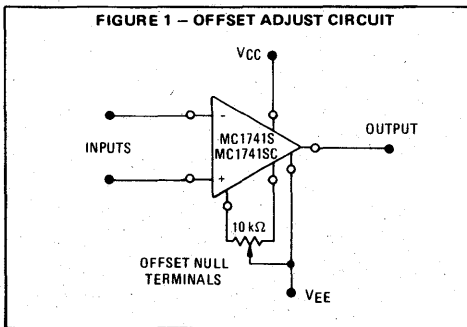 FIGURE 1 – OFFSET ADJUST CIRCUIT
VCC
-
MC1741S
MC1741SC
+
INPUTS
OUTPUT
10 kΩ
OFFSET NULL
TERMINALS
VEE